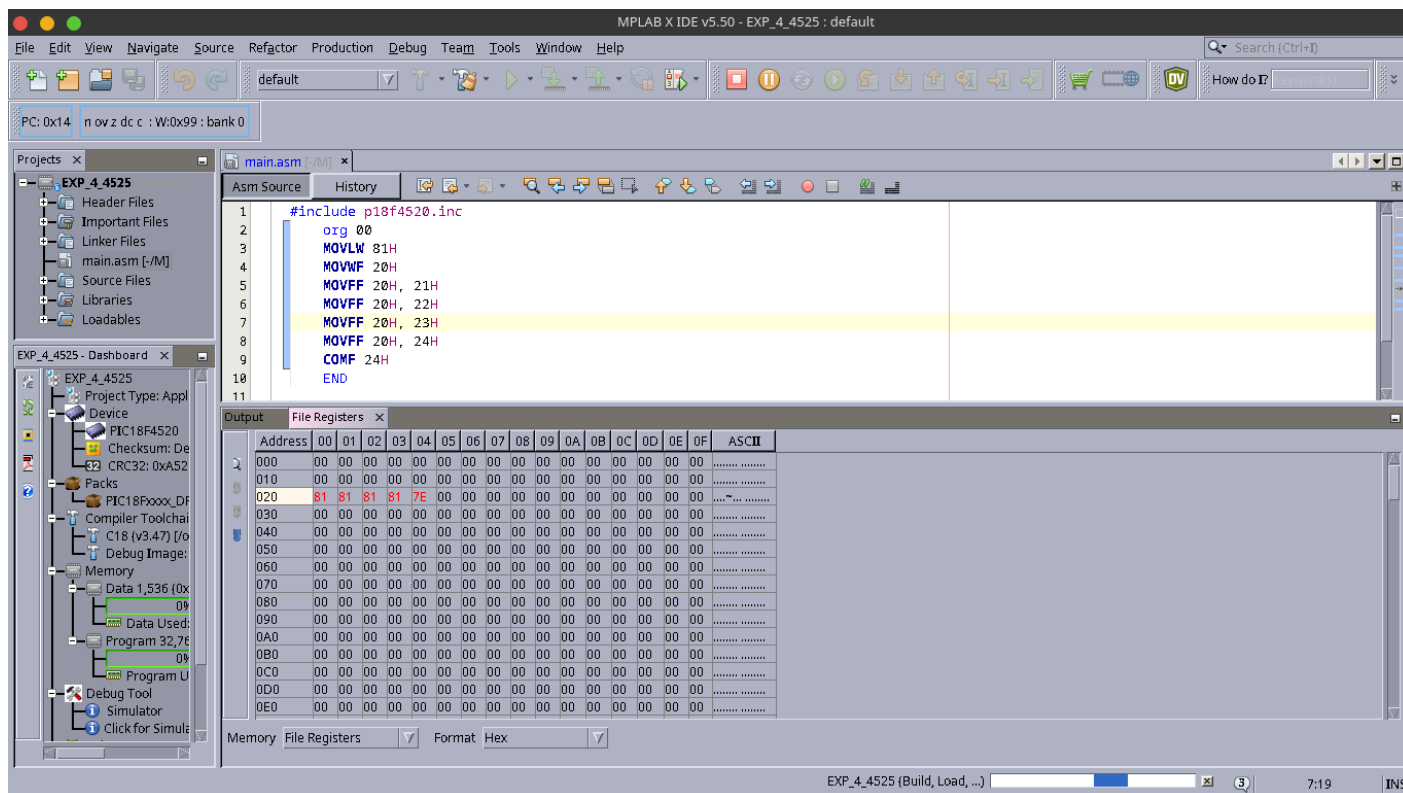 MPLAB X IDE v5.50 - EXP_4_4525 : default
File Edit View Navigate Source Refactor Production Debug Team Tools Window Help
Search (Ctrl+I)
default
How do I? keyword(s)
PC: 0x14 n ov z dc c : W:0x99 : bank 0
Projects
EXP_4_4525
Header Files
Important Files
Linker Files
main.asm [-/M]
Source Files
Libraries
Loadables
EXP_4_4525 - Dashboard
EXP_4_4525
Project Type: Appl
Device
PIC18F4520
Checksum: De
CRC32: 0xA52
Packs
PIC18Fxxxx_DF
Compiler Toolchai
C18 (v3.47) [/o
Debug Image:
Memory
Data 1,536 (0x
0%
Data Used:
Program 32,76
0%
Program U
Debug Tool
Simulator
Click for Simula
main.asm [-/M]
Asm Source History
1 #include p18f4520.inc
2 org 00
3 MOVLW 81H
4 MOVWF 20H
5 MOVFF 20H, 21H
6 MOVFF 20H, 22H
7 MOVFF 20H, 23H
8 MOVFF 20H, 24H
9 COMF 24H
10 END
11
Output File Registers
Address 00 01 02 03 04 05 06 07 08 09 0A 0B 0C 0D 0E 0F ASCII
000 00 00 00 00 00 00 00 00 00 00 00 00 00 00 00 00 ........ ........
010 00 00 00 00 00 00 00 00 00 00 00 00 00 00 00 00 ........ ........
020 81 81 81 81 7E 00 00 00 00 00 00 00 00 00 00 00 ....~... ........
030 00 00 00 00 00 00 00 00 00 00 00 00 00 00 00 00 ........ ........
040 00 00 00 00 00 00 00 00 00 00 00 00 00 00 00 00 ........ ........
050 00 00 00 00 00 00 00 00 00 00 00 00 00 00 00 00 ........ ........
060 00 00 00 00 00 00 00 00 00 00 00 00 00 00 00 00 ........ ........
070 00 00 00 00 00 00 00 00 00 00 00 00 00 00 00 00 ........ ........
080 00 00 00 00 00 00 00 00 00 00 00 00 00 00 00 00 ........ ........
090 00 00 00 00 00 00 00 00 00 00 00 00 00 00 00 00 ........ ........
0A0 00 00 00 00 00 00 00 00 00 00 00 00 00 00 00 00 ........ ........
0B0 00 00 00 00 00 00 00 00 00 00 00 00 00 00 00 00 ........ ........
0C0 00 00 00 00 00 00 00 00 00 00 00 00 00 00 00 00 ........ ........
0D0 00 00 00 00 00 00 00 00 00 00 00 00 00 00 00 00 ........ ........
0E0 00 00 00 00 00 00 00 00 00 00 00 00 00 00 00 00 ........ ........
Memory File Registers Format Hex
EXP_4_4525 (Build, Load, ...) 3 7:19 INS